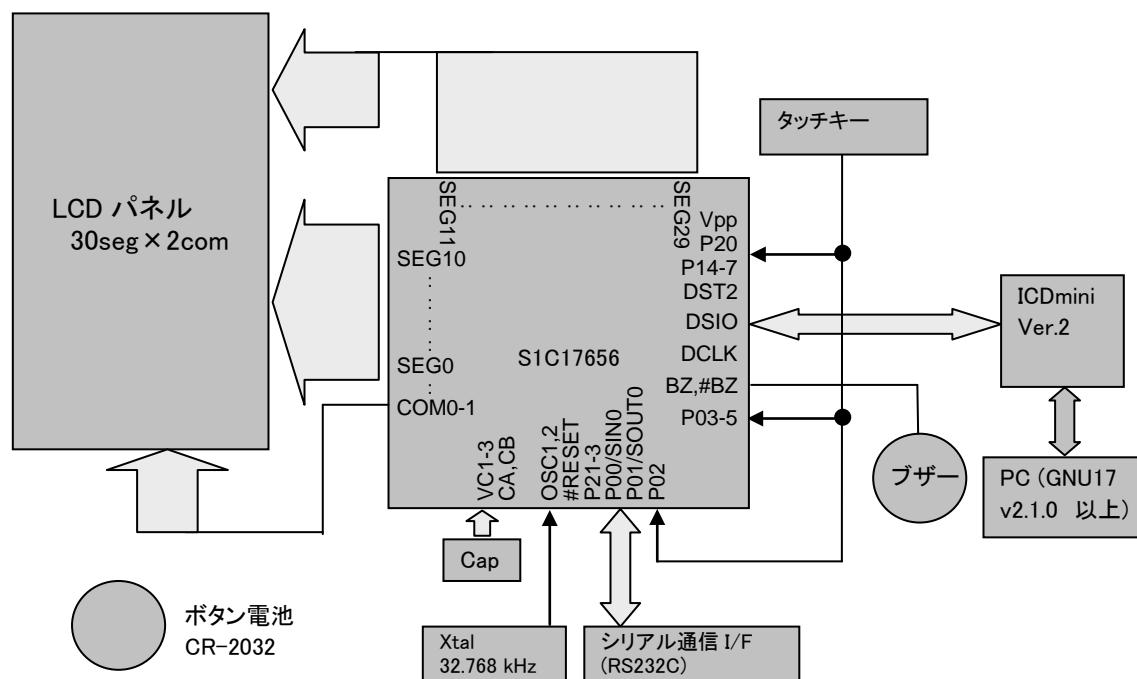 タッチキー
LCD パネル
30seg×2com
SEG11
SEG29
Vpp
P20
P14-7
DST2
DSIO
DCLK
BZ,#BZ
P03-5
SEG10
SEG0
COM0-1
S1C17656
VC1-3
CA,CB
OSC1,2
#RESET
P21-3
P00/SIN0
P01/SOUT0
P02
ICDmini
Ver.2
ブザー
PC (GNU17
v2.1.0 以上)
Cap
ボタン電池
CR-2032
Xtal
32.768 kHz
シリアル通信 I/F
(RS232C)